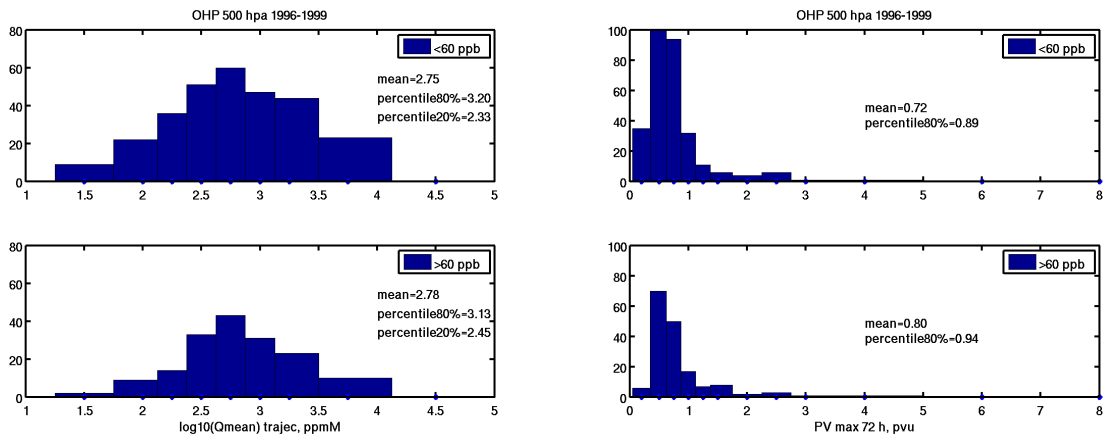 OHP 500 hpa 1996-1999
80
60
40
20
0
<60 ppb
mean=2.75
percentile80%=3.20
percentile20%=2.33
1 1.5 2 2.5 3 3.5 4 4.5 5
OHP 500 hpa 1996-1999
100
80
60
40
20
0
<60 ppb
mean=0.72
percentile80%=0.89
0 1 2 3 4 5 6 7 8
80
60
40
20
0
>60 ppb
mean=2.78
percentile80%=3.13
percentile20%=2.45
1 1.5 2 2.5 3 3.5 4 4.5 5
log10(Qmean) trajec, ppmM
100
80
60
40
20
0
>60 ppb
mean=0.80
percentile80%=0.94
0 1 2 3 4 5 6 7 8
PV max 72 h, pvu